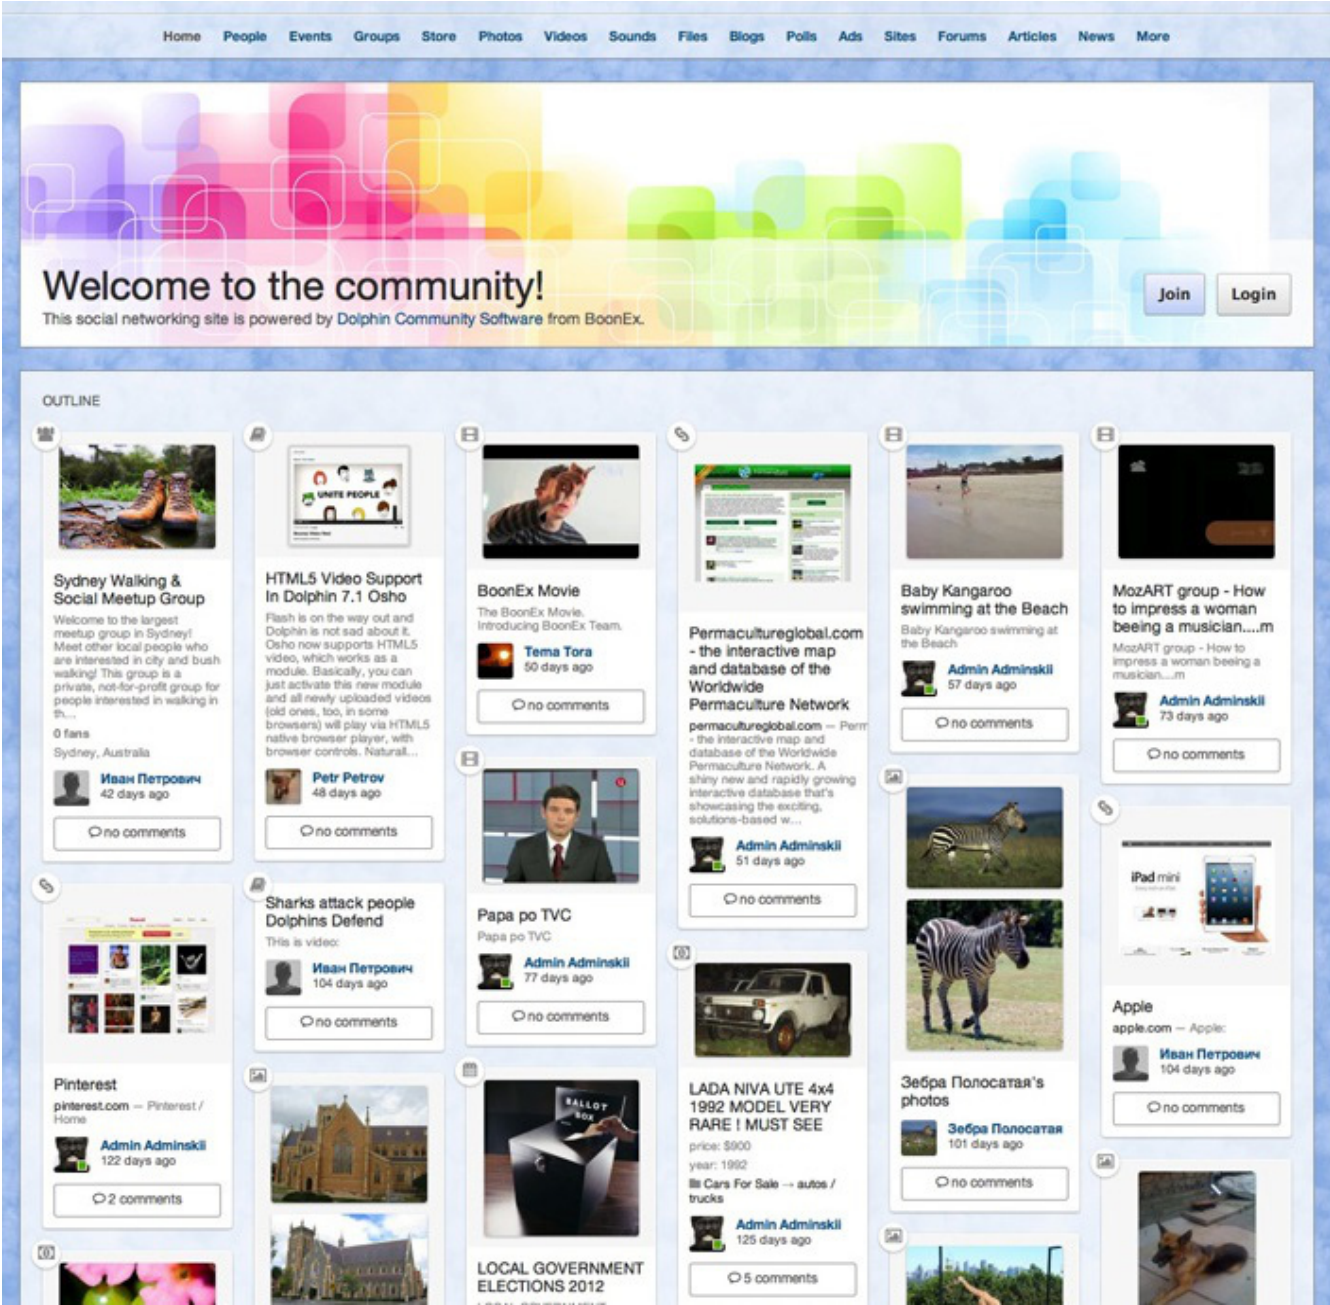 Home People Events Groups Store Photos Videos Sounds Files Blogs Polls Ads Sites Forums Articles News More
Welcome to the community!
This social networking site is powered by Dolphin Community Software from BoonEx.
Join Login
OUTLINE
Sydney Walking &
Social Meetup Group
Welcome to the largest
meetup group in Sydney!
Meet other local people who
are interested in city and bush
walking! This group is a
private, not-for-profit group for
people interested in walking in
th...
0 fans
Sydney, Australia
Иван Петрович
42 days ago
no comments
Pinterest
pinterest.com — Pinterest /
Home
Admin Adminskii
122 days ago
2 comments
UNITE PEOPLE
HTML5 Video Support
In Dolphin 7.1 Osho
Flash is on the way out and
Dolphin is not sad about it.
Osho now supports HTML5
video, which works as a
module. Basically, you can
just activate this new module
and all newly uploaded videos
(old ones, too, in some
browsers) will play via HTML5
native browser player, with
browser controls. Naturall...
Petr Petrov
48 days ago
no comments
Sharks attack people
Dolphins Defend
THis is video:
Иван Петрович
104 days ago
no comments
BoonEx Movie
The BoonEx Movie.
Introducing BoonEx Team.
Tema Tora
50 days ago
no comments
Papa po TVC
Papa po TVC
Admin Adminskii
77 days ago
no comments
BALLOT
BOX
LOCAL GOVERNMENT
ELECTIONS 2012
Permacultureglobal.com
- the interactive map
and database of the
Worldwide
Permaculture Network
permacultureglobal.com — Perm
- the interactive map and
database of the Worldwide
Permaculture Network. A
shiny new and rapidly growing
interactive database that's
showcasing the exciting,
solutions-based w...
Admin Adminskii
51 days ago
no comments
LADA NIVA UTE 4x4
1992 MODEL VERY
RARE ! MUST SEE
price: $900
year: 1992
Cars For Sale → autos /
trucks
Admin Adminskii
125 days ago
5 comments
Baby Kangaroo
swimming at the Beach
Baby Kangaroo swimming at
the Beach
Admin Adminskii
57 days ago
no comments
Зебра Полосатая's
photos
Зебра Полосатая
101 days ago
no comments
MozART group - How
to impress a woman
beeing a musician....m
MozART group - How to
impress a woman beeing a
musician....m
Admin Adminskii
73 days ago
no comments
iPad mini
Apple
apple.com — Apple:
Иван Петрович
104 days ago
no comments